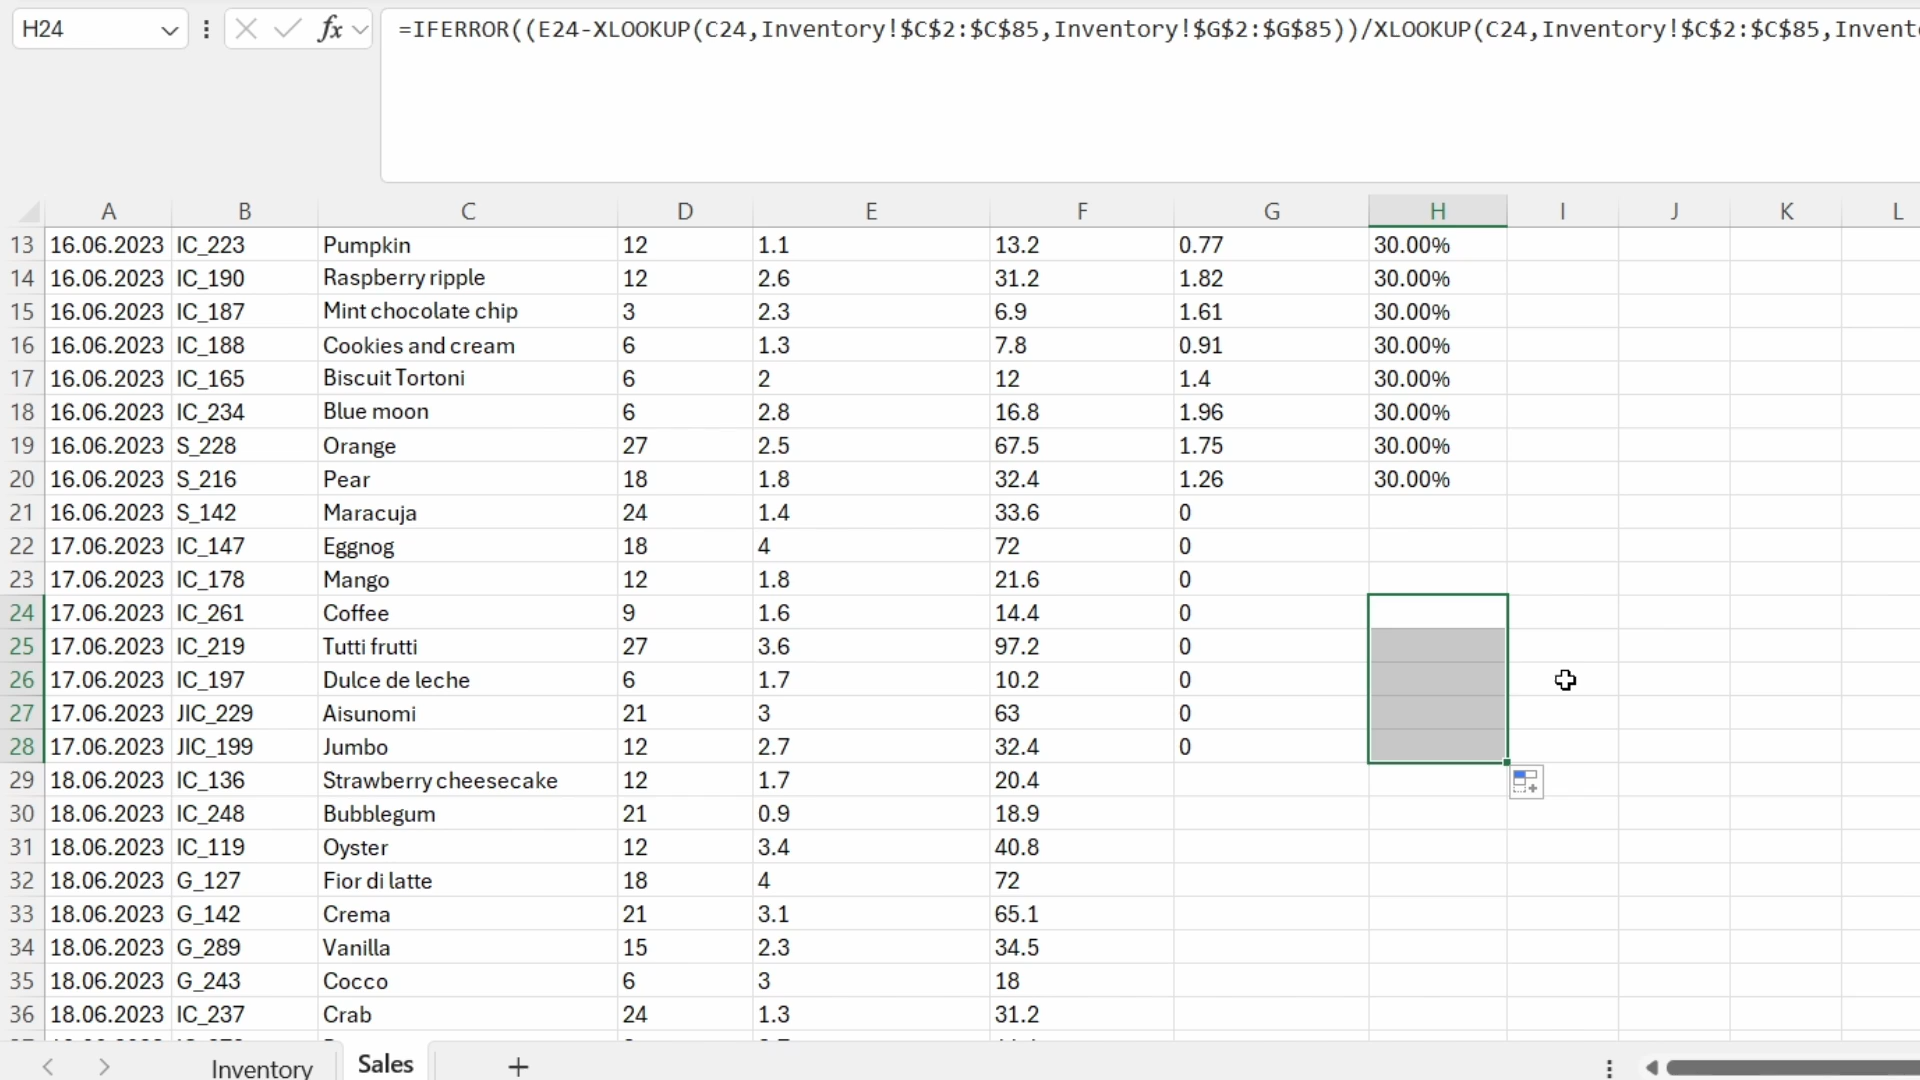 H24 fx =IFERROR((E24-XLOOKUP(C24,Inventory!$C$2:$C$85,Inventory!$G$2:$G$85))/XLOOKUP(C24,Inventory!$C$2:$C$85,Invent
A B C D E F G H I J K L
13 16.06.2023 IC_223 Pumpkin 12 1.1 13.2 0.77 30.00%
14 16.06.2023 IC_190 Raspberry ripple 12 2.6 31.2 1.82 30.00%
15 16.06.2023 IC_187 Mint chocolate chip 3 2.3 6.9 1.61 30.00%
16 16.06.2023 IC_188 Cookies and cream 6 1.3 7.8 0.91 30.00%
17 16.06.2023 IC_165 Biscuit Tortoni 6 2 12 1.4 30.00%
18 16.06.2023 IC_234 Blue moon 6 2.8 16.8 1.96 30.00%
19 16.06.2023 S_228 Orange 27 2.5 67.5 1.75 30.00%
20 16.06.2023 S_216 Pear 18 1.8 32.4 1.26 30.00%
21 16.06.2023 S_142 Maracuja 24 1.4 33.6 0
22 17.06.2023 IC_147 Eggnog 18 4 72 0
23 17.06.2023 IC_178 Mango 12 1.8 21.6 0
24 17.06.2023 IC_261 Coffee 9 1.6 14.4 0
25 17.06.2023 IC_219 Tutti frutti 27 3.6 97.2 0
26 17.06.2023 IC_197 Dulce de leche 6 1.7 10.2 0
27 17.06.2023 JIC_229 Aisunomi 21 3 63 0
28 17.06.2023 JIC_199 Jumbo 12 2.7 32.4 0
29 18.06.2023 IC_136 Strawberry cheesecake 12 1.7 20.4
30 18.06.2023 IC_248 Bubblegum 21 0.9 18.9
31 18.06.2023 IC_119 Oyster 12 3.4 40.8
32 18.06.2023 G_127 Fior di latte 18 4 72
33 18.06.2023 G_142 Crema 21 3.1 65.1
34 18.06.2023 G_289 Vanilla 15 2.3 34.5
35 18.06.2023 G_243 Cocco 6 3 18
36 18.06.2023 IC_237 Crab 24 1.3 31.2
Inventory Sales